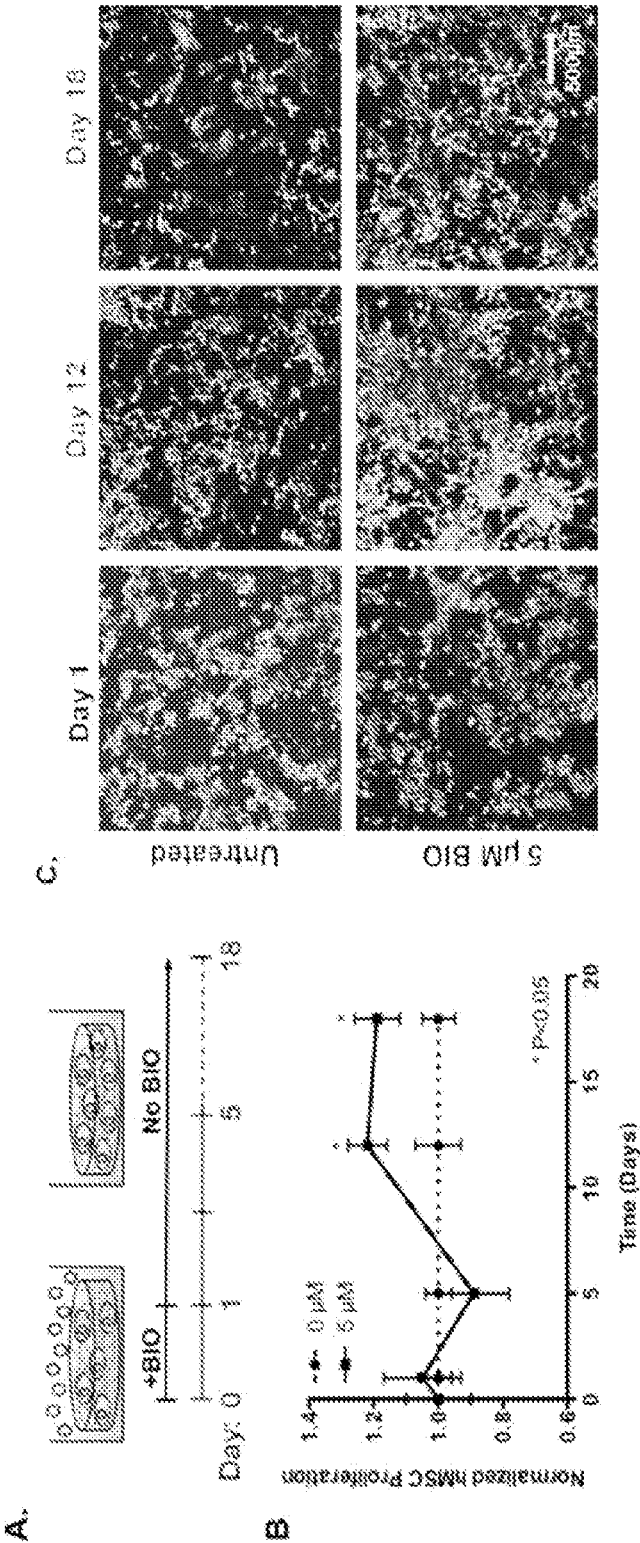 A.
+BIO
No BIO
Day: 0
1
5
18
B
Normalized hMSC Proliferation
1.4
1.2
1.0
0.8
0.6
0 µM
5 µM
*
*
* P<0.05
0
5
10
15
20
Time (Days)
C.
Day 1
Day 12
Day 18
Untreated
5 µM BIO